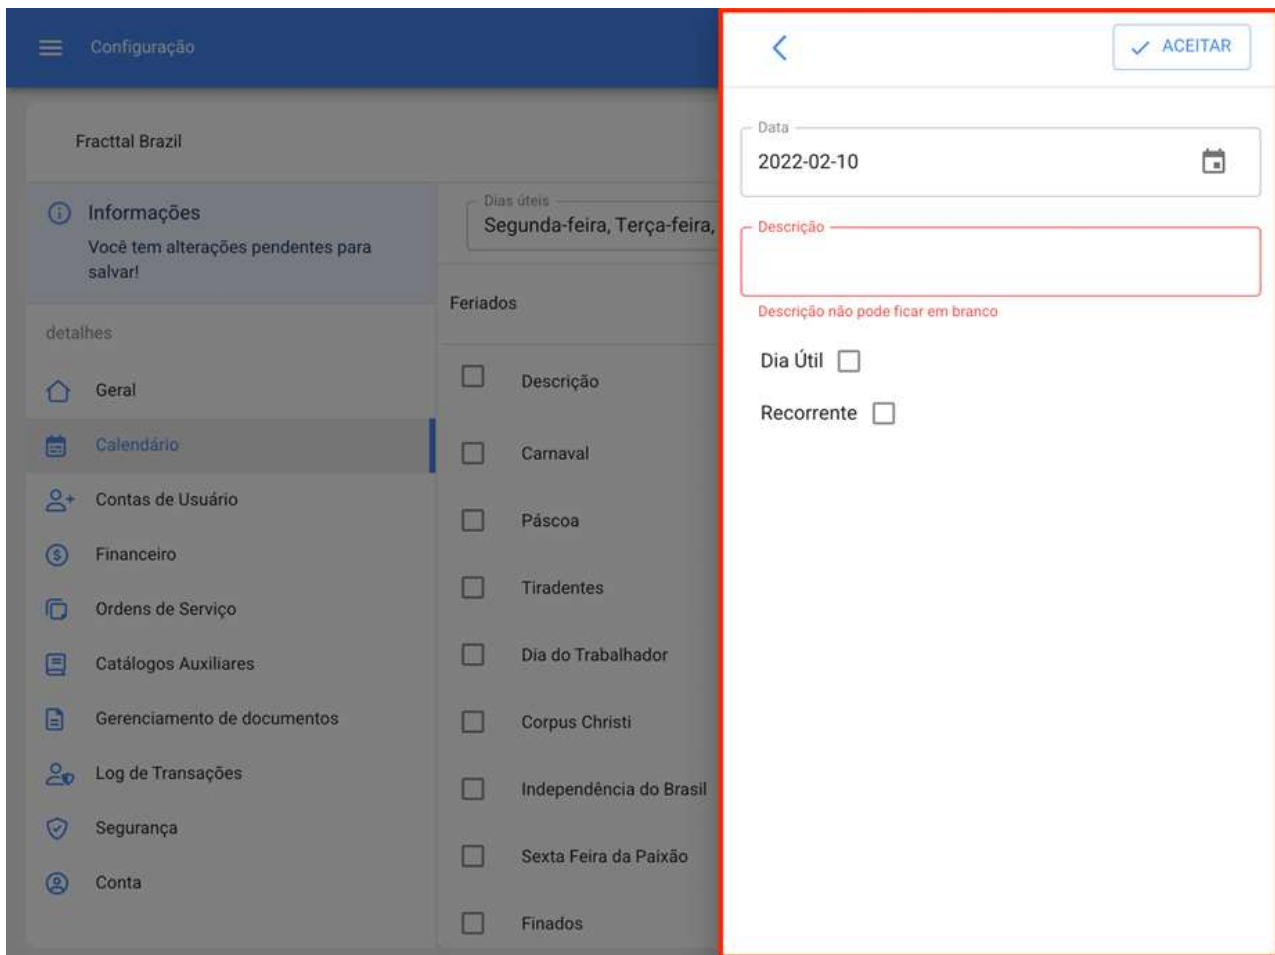 Configuração
Fracttal Brazil
Informações
Você tem alterações pendentes para
salvar!
detalhes
Geral
Calendário
Contas de Usuário
Financeiro
Ordens de Serviço
Catálogos Auxiliares
Gerenciamento de documentos
Log de Transações
Segurança
Conta
Dias úteis
Segunda-feira, Terça-feira,
Feriados
Descrição
Carnaval
Páscoa
Tiradentes
Dia do Trabalhador
Corpus Christi
Independência do Brasil
Sexta Feira da Paixão
Finados
ACEITAR
Data
2022-02-10
Descrição
Descrição não pode ficar em branco
Dia Útil
Recorrente